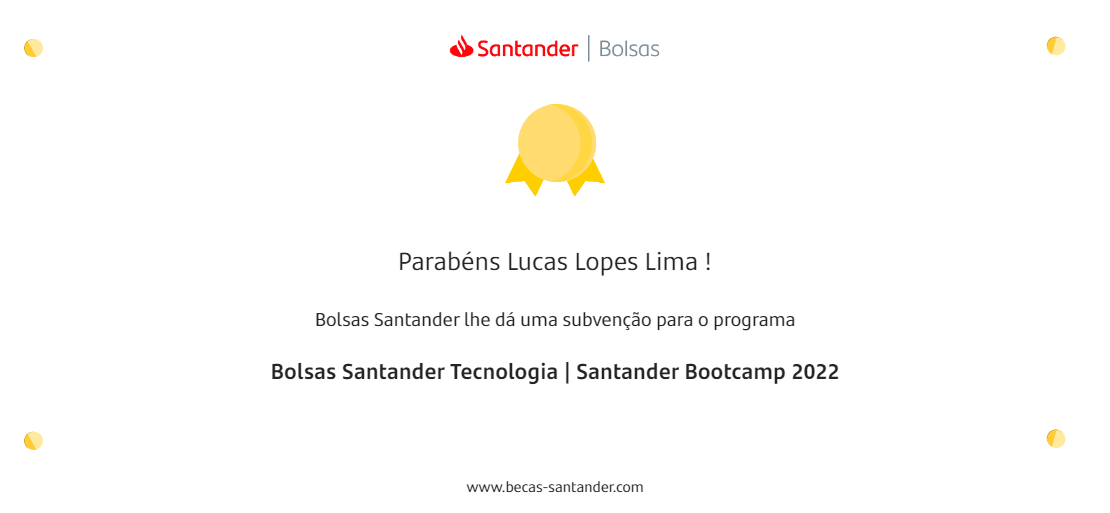 Santander | Bolsas
Parabéns Lucas Lopes Lima !
Bolsas Santander lhe dá uma subvenção para o programa
Bolsas Santander Tecnologia | Santander Bootcamp 2022
www.becas-santander.com